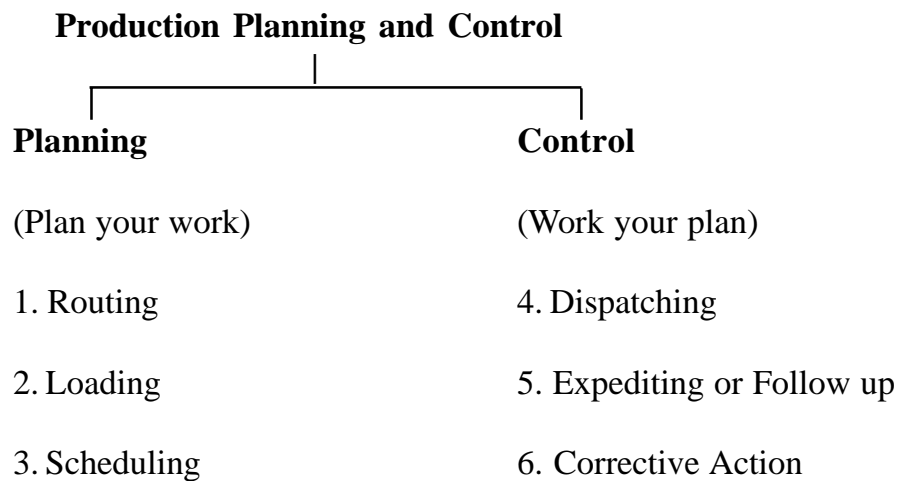 Production Planning and Control
Planning
(Plan your work)
1. Routing
2. Loading
3. Scheduling
Control
(Work your plan)
4. Dispatching
5. Expediting or Follow up
6. Corrective Action